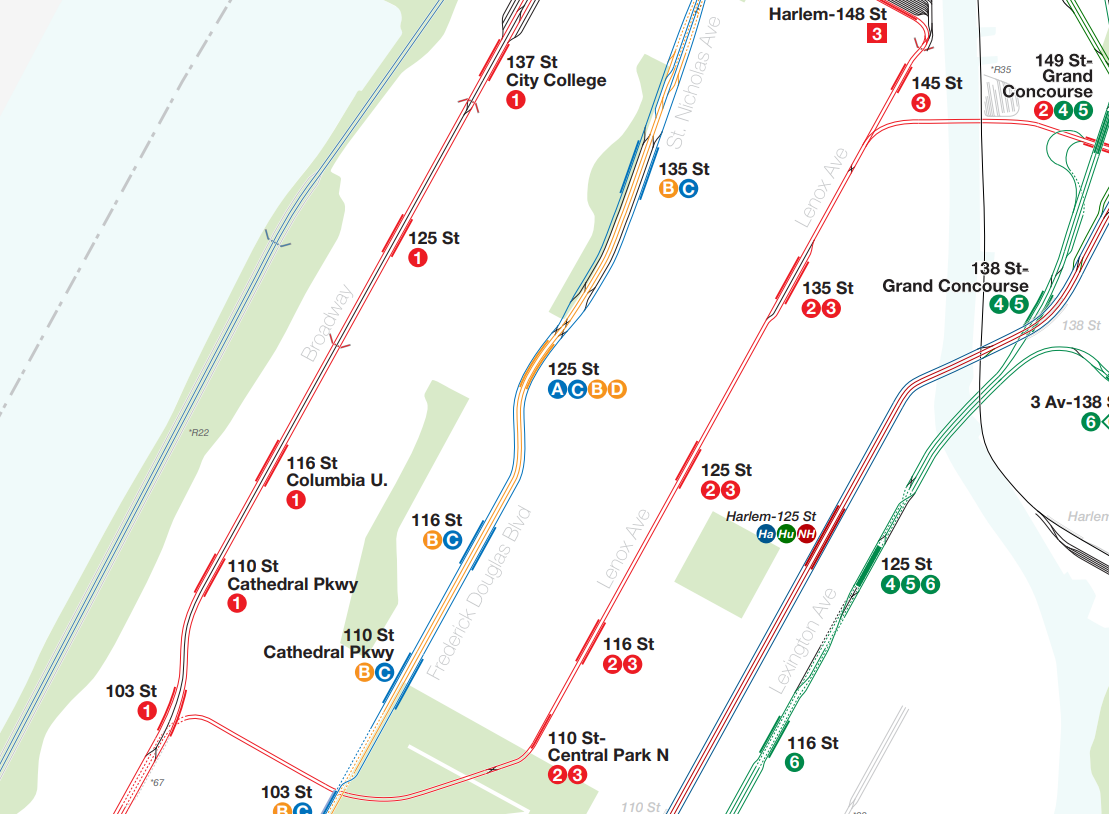 Harlem-148 St
3
137 St
City College
1
St. Nicholas Ave
*R35
149 St-
Grand
Concourse
2 4 5
145 St
3
135 St
B C
Lenox Ave
125 St
1
138 St-
Grand Concourse
4 5
135 St
2 3
138 St
Broadway
125 St
A C B D
3 Av-138 S
6
*R22
116 St
Columbia U.
1
125 St
2 3
116 St
B C
Harlem-125 St
Ha Hu NH
Harlem
Frederick Douglas Blvd
Lenox Ave
110 St
Cathedral Pkwy
1
125 St
4 5 6
110 St
Cathedral Pkwy
B C
116 St
2 3
Lexington Ave
103 St
1
110 St-
Central Park N
2 3
116 St
6
*67
103 St
B C
110 St